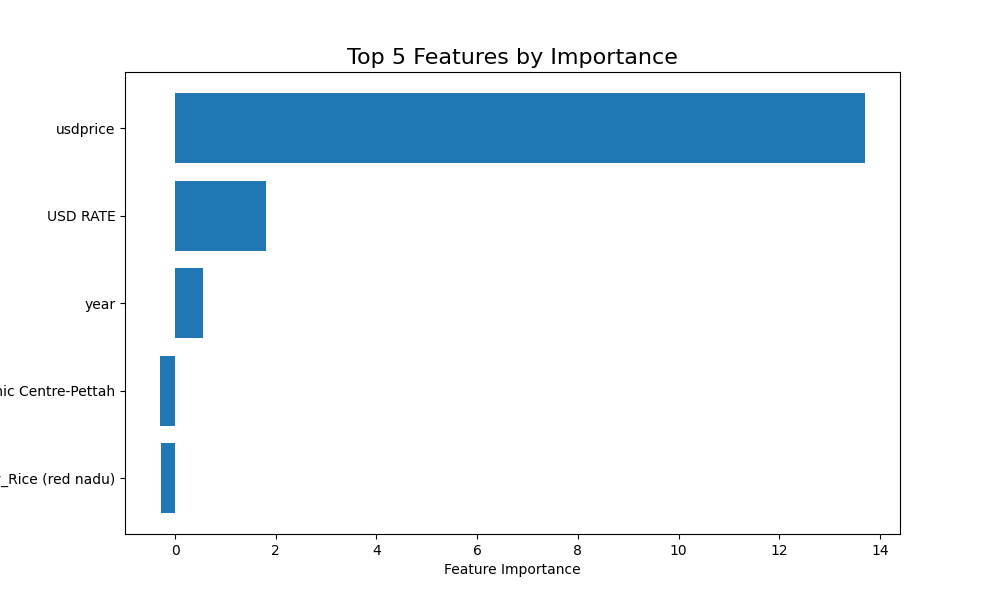 Top 5 Features by Importance
usdprice
USD RATE
year
Centre-Pettah
_Rice (red nadu)
0 2 4 6 8 10 12 14
Feature Importance